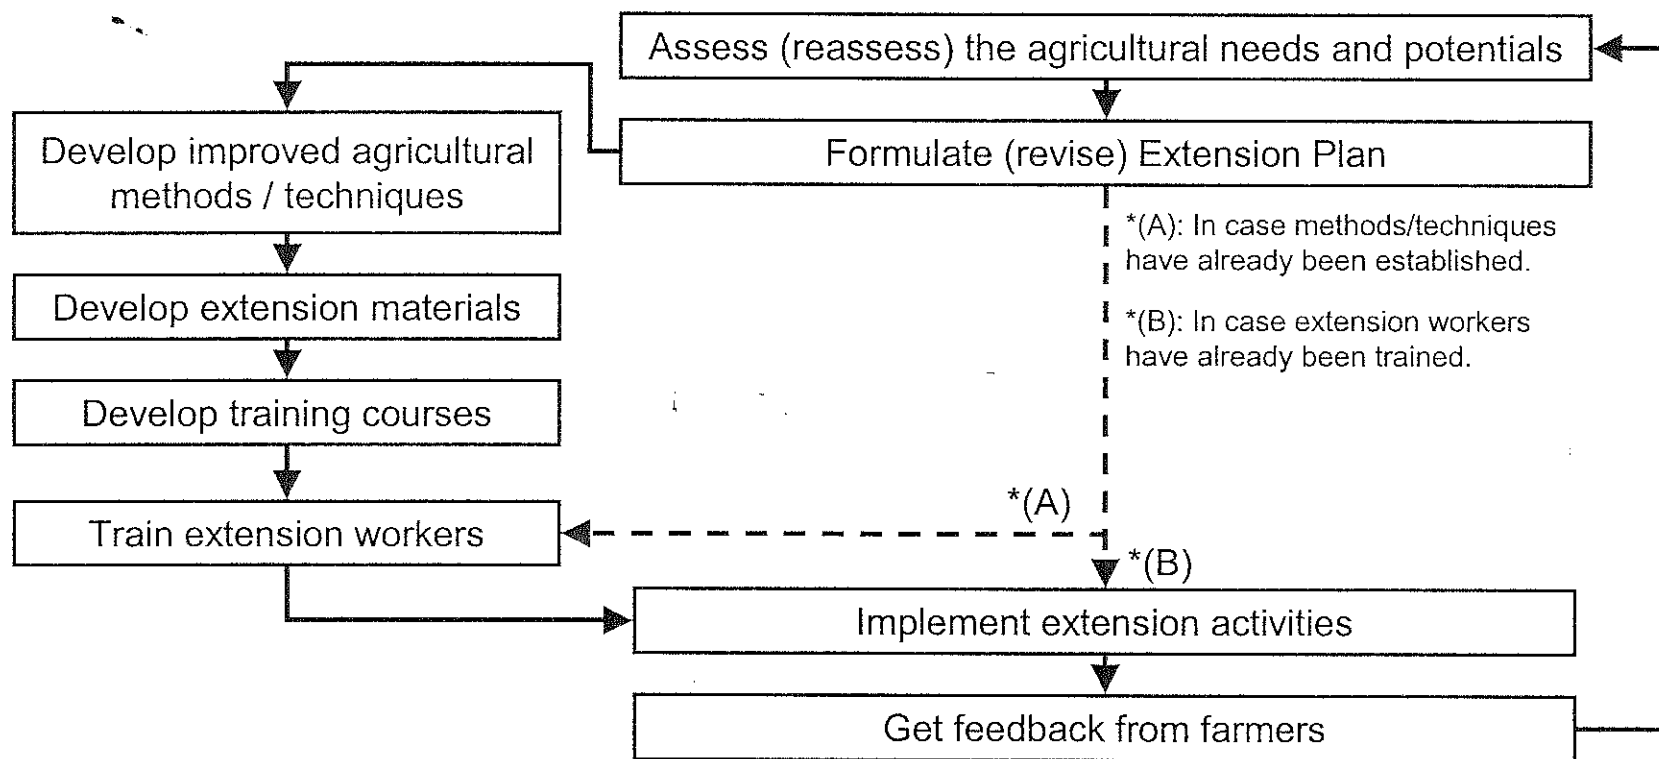 Assess (reassess) the agricultural needs and potentials
Formulate (revise) Extension Plan
Develop improved agricultural
methods / techniques
*(A): In case methods/techniques
have already been established.
*(B): In case extension workers
have already been trained.
Develop extension materials
Develop training courses
*(A)
Train extension workers
*(B)
Implement extension activities
Get feedback from farmers